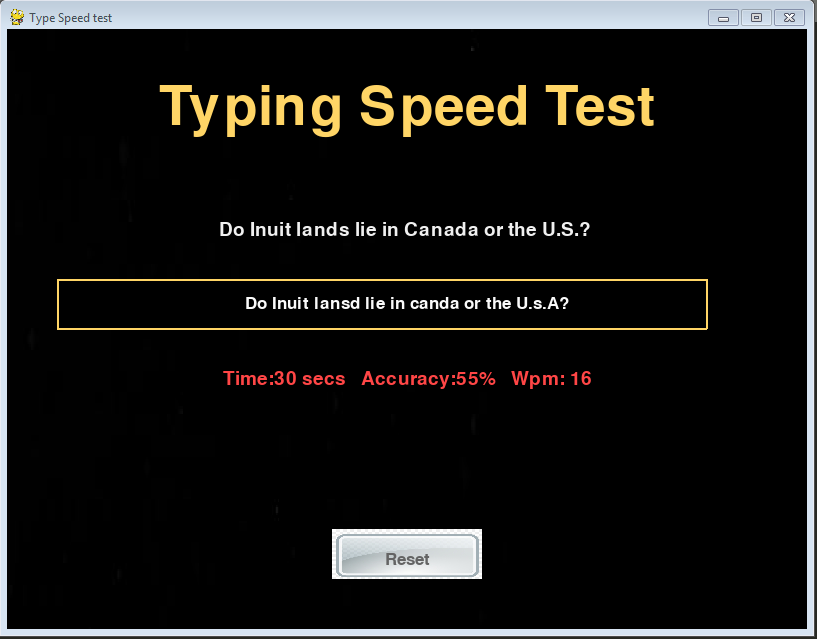 Type Speed test
Typing Speed Test
Do Inuit lands lie in Canada or the U.S.?
Do Inuit lansd lie in canda or the U.s.A?
Time:30 secs Accuracy:55% Wpm: 16
Reset